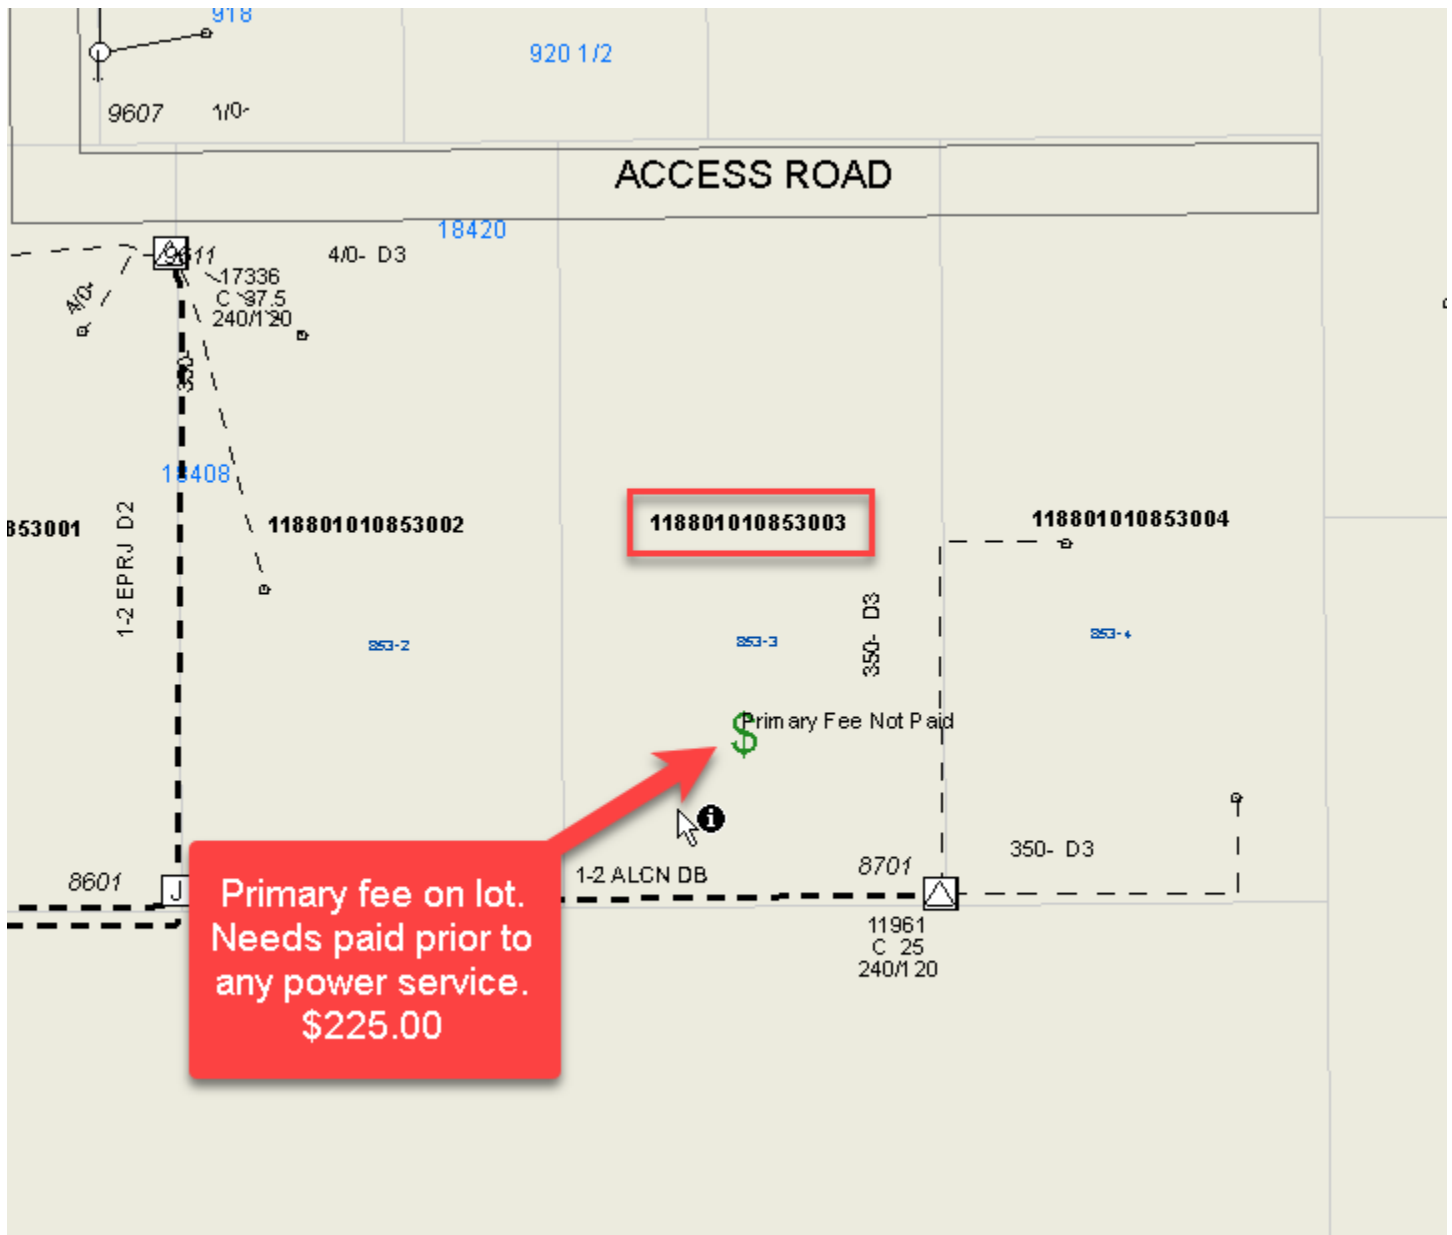 918
920 1/2
9607
1/0-
ACCESS ROAD
18420
9611
4/0- D3
17336
C 37.5
240/120
4/0-
350-
18408
1-2 EPRJ D2
853001
118801010853002
118801010853003
118801010853004
350- D3
853-2
853-3
853-4
$
Primary Fee Not Paid
8601
J
1-2 ALCN DB
8701
350- D3
11961
C 25
240/120
Primary fee on lot.
Needs paid prior to
any power service.
$225.00